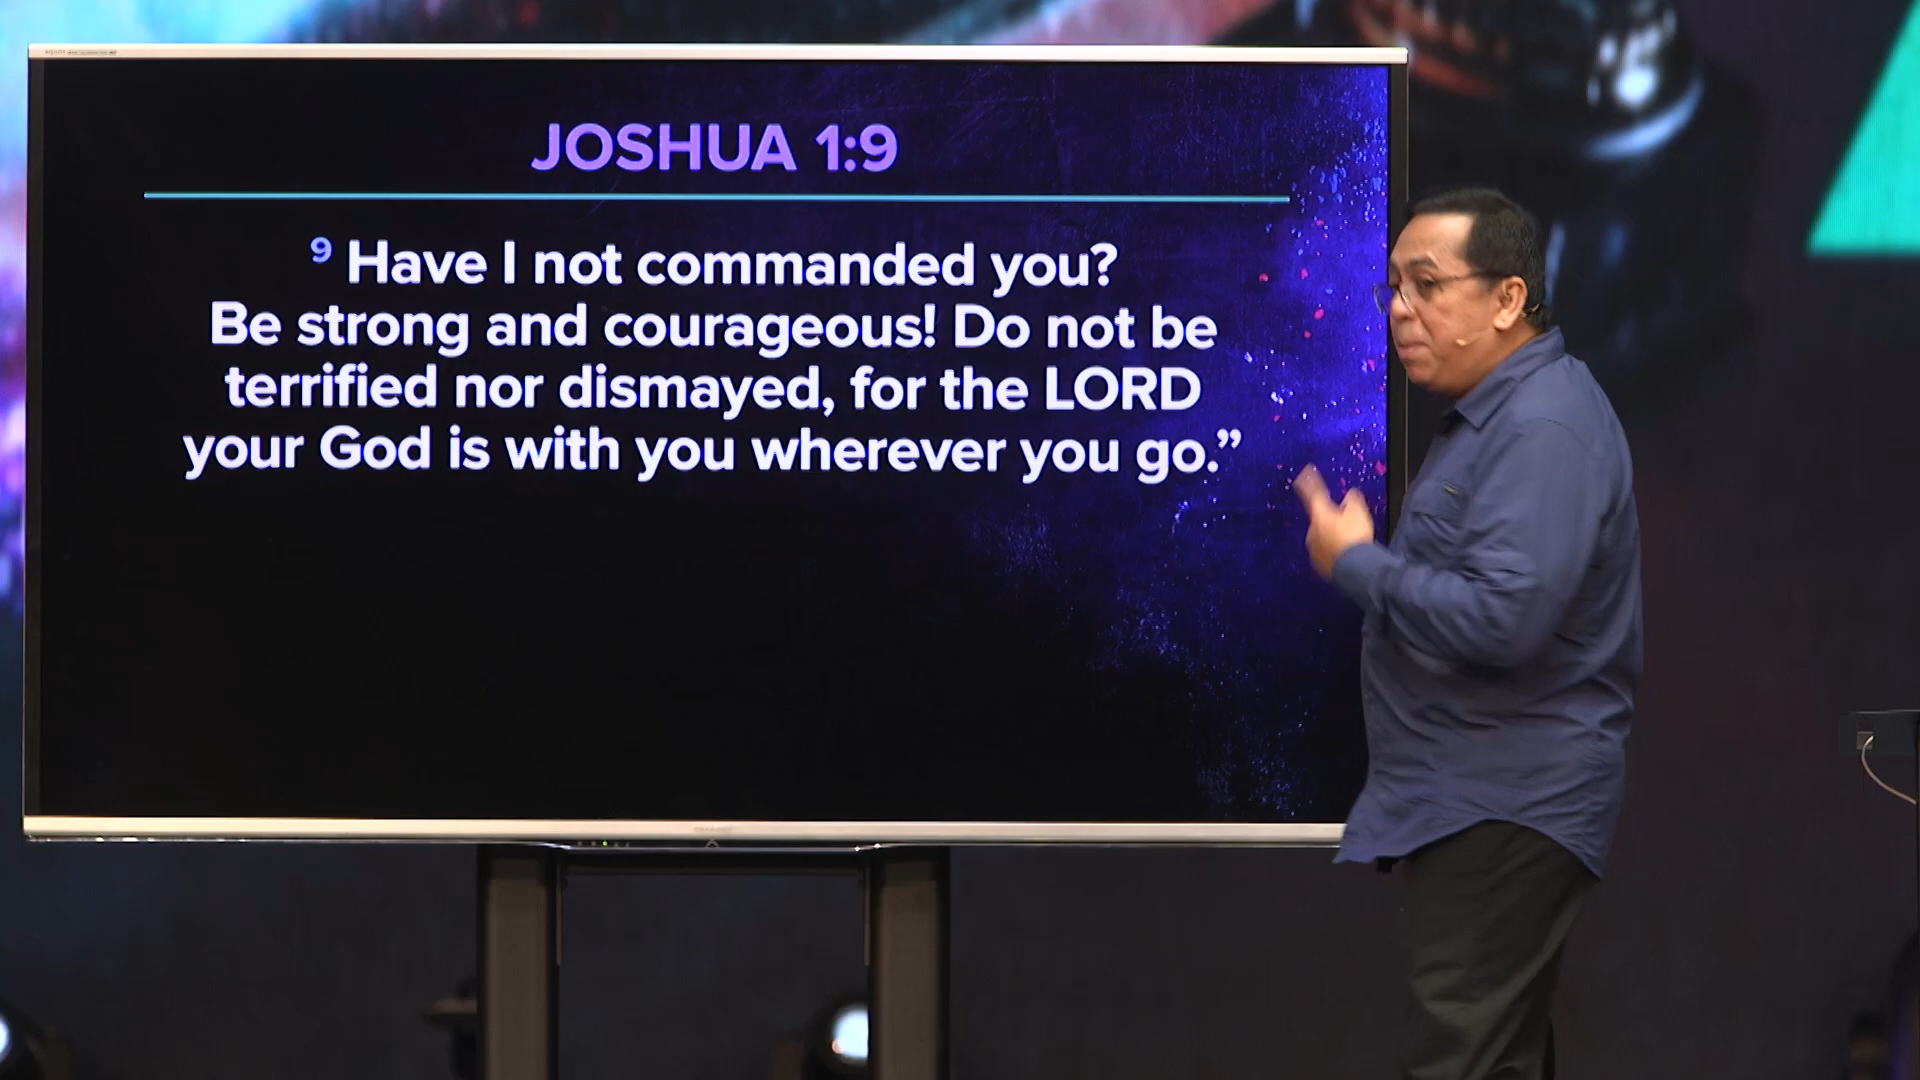 JOSHUA 1:9
9 Have I not commanded you?
Be strong and courageous! Do not be
terrified nor dismayed, for the LORD
your God is with you wherever you go.”